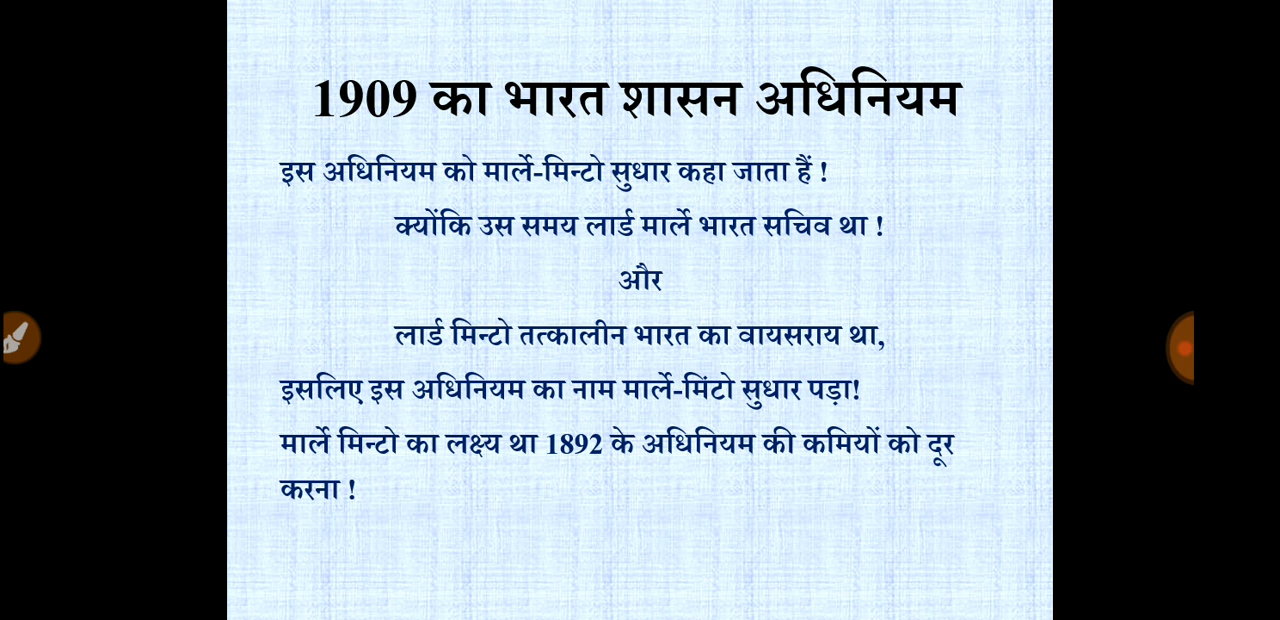 1909 का भारत शासन अधिनियम
इस अधिनियम को मार्ले-मिन्टो सुधार कहा जाता हैं !
क्योंकि उस समय लार्ड मार्ले भारत सचिव था !
और
लार्ड मिन्टो तत्कालीन भारत का वायसराय था,
इसलिए इस अधिनियम का नाम मार्ले-मिंटो सुधार पड़ा!
मार्ले मिन्टो का लक्ष्य था 1892 के अधिनियम की कमियों को दूर
करना !